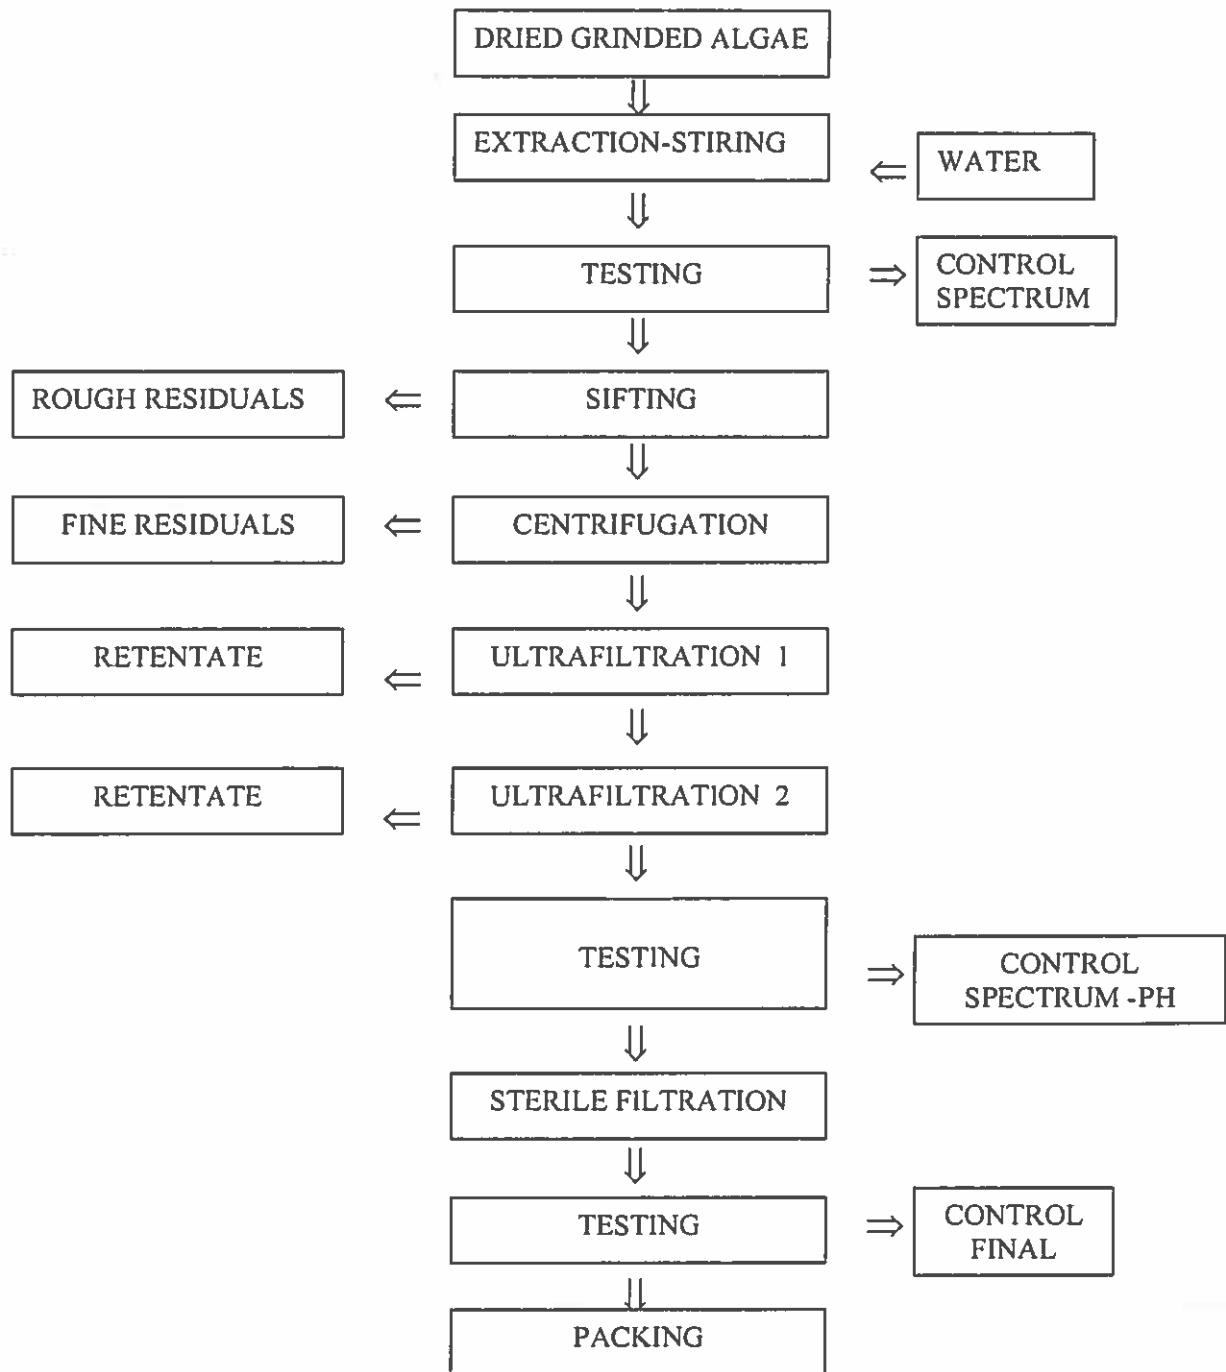 DRIED GRINDED ALGAE
EXTRACTION-STIRING
WATER
TESTING
CONTROL
SPECTRUM
ROUGH RESIDUALS
SIFTING
FINE RESIDUALS
CENTRIFUGATION
RETENTATE
ULTRAFILTRATION 1
RETENTATE
ULTRAFILTRATION 2
TESTING
CONTROL
SPECTRUM -PH
STERILE FILTRATION
TESTING
CONTROL
FINAL
PACKING